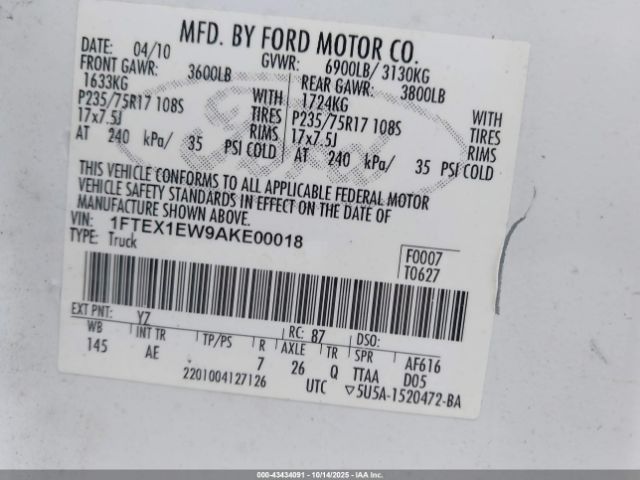 MFD. BY FORD MOTOR CO.
DATE: 04/10 GVWR: 6900LB/ 3130KG
FRONT GAWR: 3600LB REAR GAWR: 3800LB
1633KG WITH 1724KG WITH
P235/75R17 108S TIRES P235/75R17 108S TIRES
17x7.5J RIMS 17x7.5J RIMS
AT 240 kPa/ 35 PSI COLD AT 240 kPa/ 35 PSI COLD
THIS VEHICLE CONFORMS TO ALL APPLICABLE FEDERAL MOTOR
VEHICLE SAFETY STANDARDS IN EFFECT ON THE DATE OF
MANUFACTURE SHOWN ABOVE.
VIN: 1FTEX1EW9AKE00018
TYPE: Truck
F0007
T0627
EXT PNT: YZ RC: 87 DSO:
WB INT TR TP/PS R AXLE TR SPR AF616
145 AE 7 26 Q TTAA D05
2201004127126 UTC ▽5U5A-1520472-BA
Ford
000-43434091 - 10/14/2025 - IAA Inc.